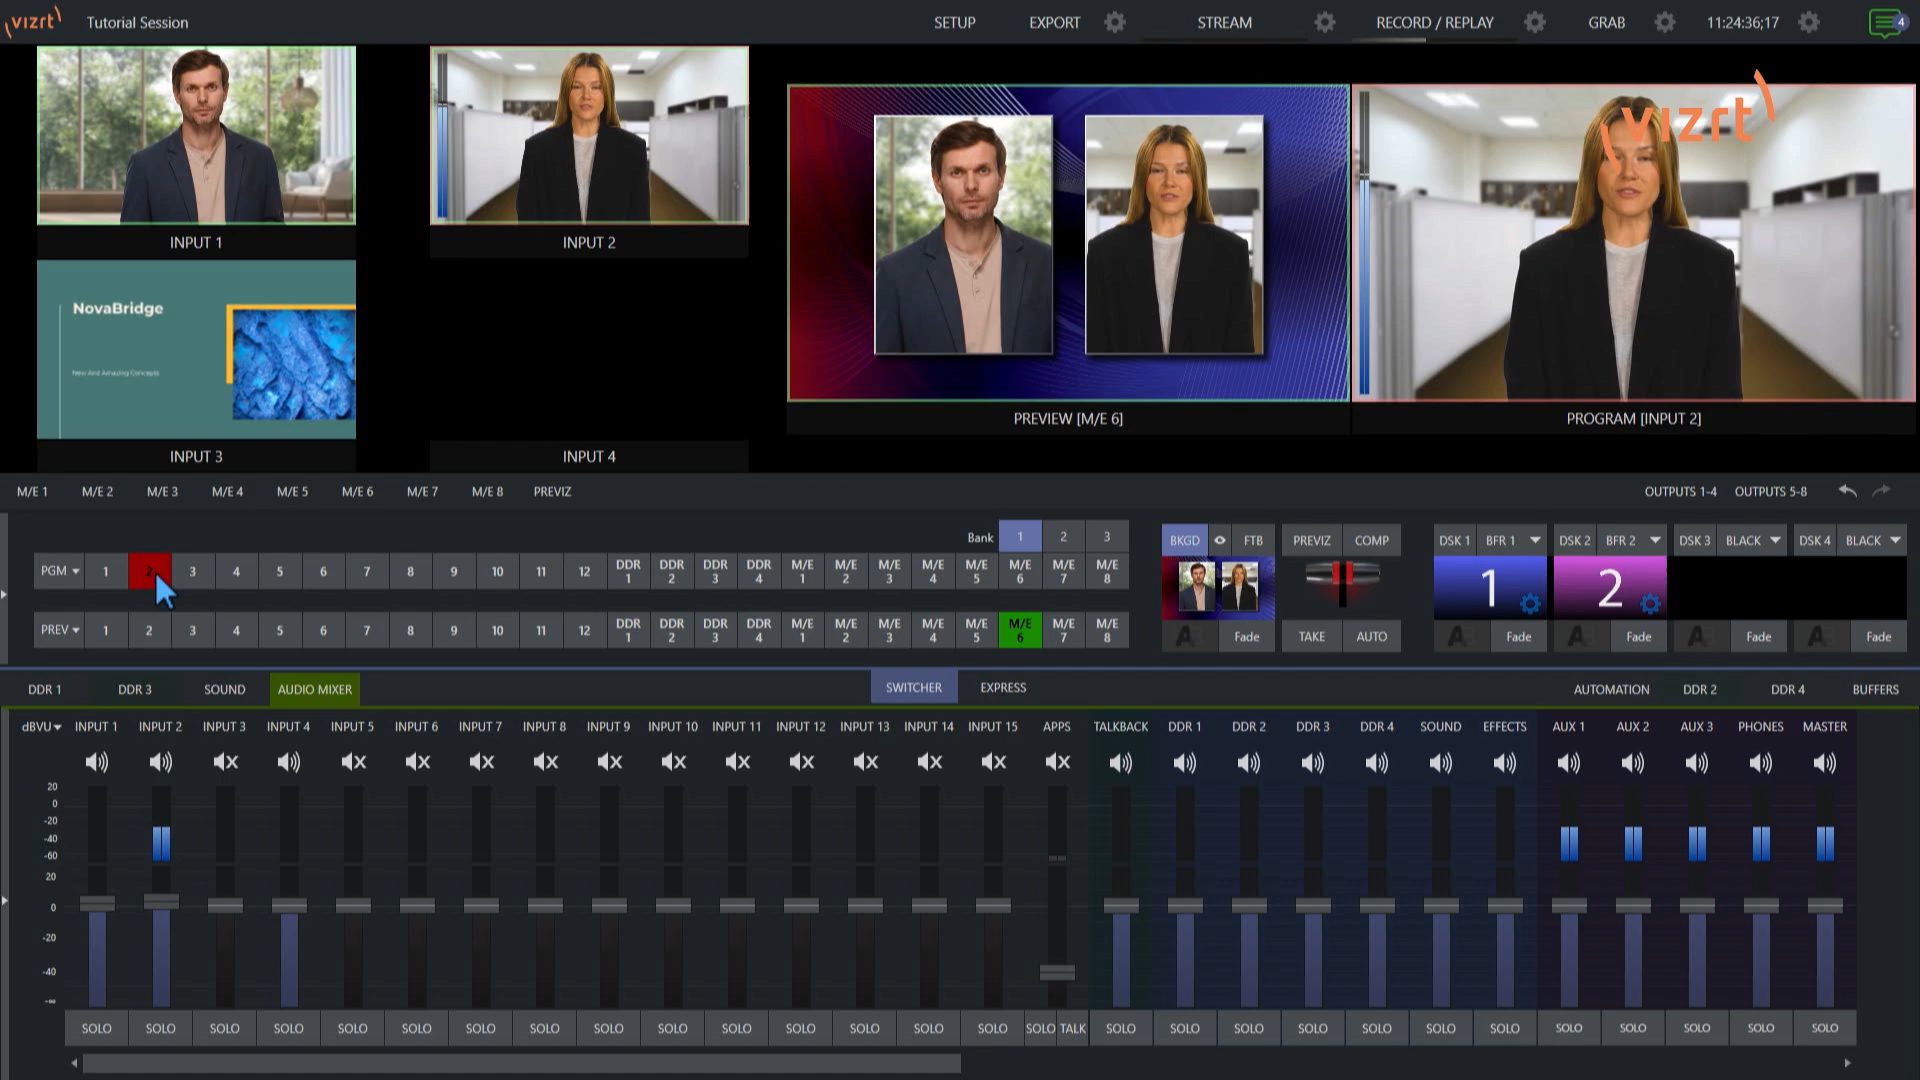 vizrt Tutorial Session SETUP EXPORT STREAM RECORD / REPLAY GRAB 11:24:36;17 4
INPUT 1 INPUT 2
vizrt
NovaBridge
New And Amazing Concepts
PREVIEW [M/E 6] PROGRAM [INPUT 2]
INPUT 3 INPUT 4
M/E 1 M/E 2 M/E 3 M/E 4 M/E 5 M/E 6 M/E 7 M/E 8 PREVIZ OUTPUTS 1-4 OUTPUTS 5-8
Bank 1 2 3
BKGD FTB PREVIZ COMP DSK 1 BFR 1 DSK 2 BFR 2 DSK 3 BLACK DSK 4 BLACK
PGM 1 2 3 4 5 6 7 8 9 10 11 12 DDR 1 DDR 2 DDR 3 DDR 4 M/E 1 M/E 2 M/E 3 M/E 4 M/E 5 M/E 6 M/E 7 M/E 8
1 2
PREV 1 2 3 4 5 6 7 8 9 10 11 12 DDR 1 DDR 2 DDR 3 DDR 4 M/E 1 M/E 2 M/E 3 M/E 4 M/E 5 M/E 6 M/E 7 M/E 8
Fade TAKE AUTO Fade Fade Fade Fade
DDR 1 DDR 3 SOUND AUDIO MIXER SWITCHER EXPRESS AUTOMATION DDR 2 DDR 4 BUFFERS
dBVU INPUT 1 INPUT 2 INPUT 3 INPUT 4 INPUT 5 INPUT 6 INPUT 7 INPUT 8 INPUT 9 INPUT 10 INPUT 11 INPUT 12 INPUT 13 INPUT 14 INPUT 15 APPS TALKBACK DDR 1 DDR 2 DDR 3 DDR 4 SOUND EFFECTS AUX 1 AUX 2 AUX 3 PHONES MASTER
20
0
-20
-40
-60
20
0
-20
-40
-∞
SOLO SOLO SOLO SOLO SOLO SOLO SOLO SOLO SOLO SOLO SOLO SOLO SOLO SOLO SOLO SOLO TALK SOLO SOLO SOLO SOLO SOLO SOLO SOLO SOLO SOLO SOLO SOLO SOLO